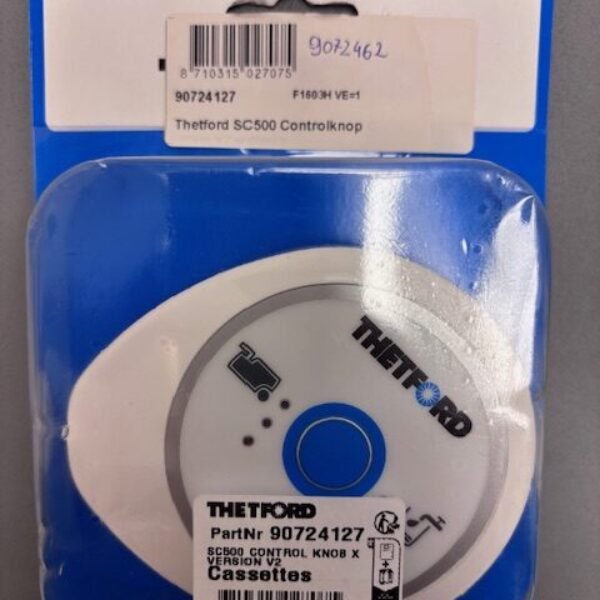 9072462
8 710315 027075
90724127 F1603H VE=1
Thetford SC500 Controlknop
THETFORD
THETFORD
PartNr 90724127
SC500 CONTROL KNOB X
VERSION V2
Cassettes